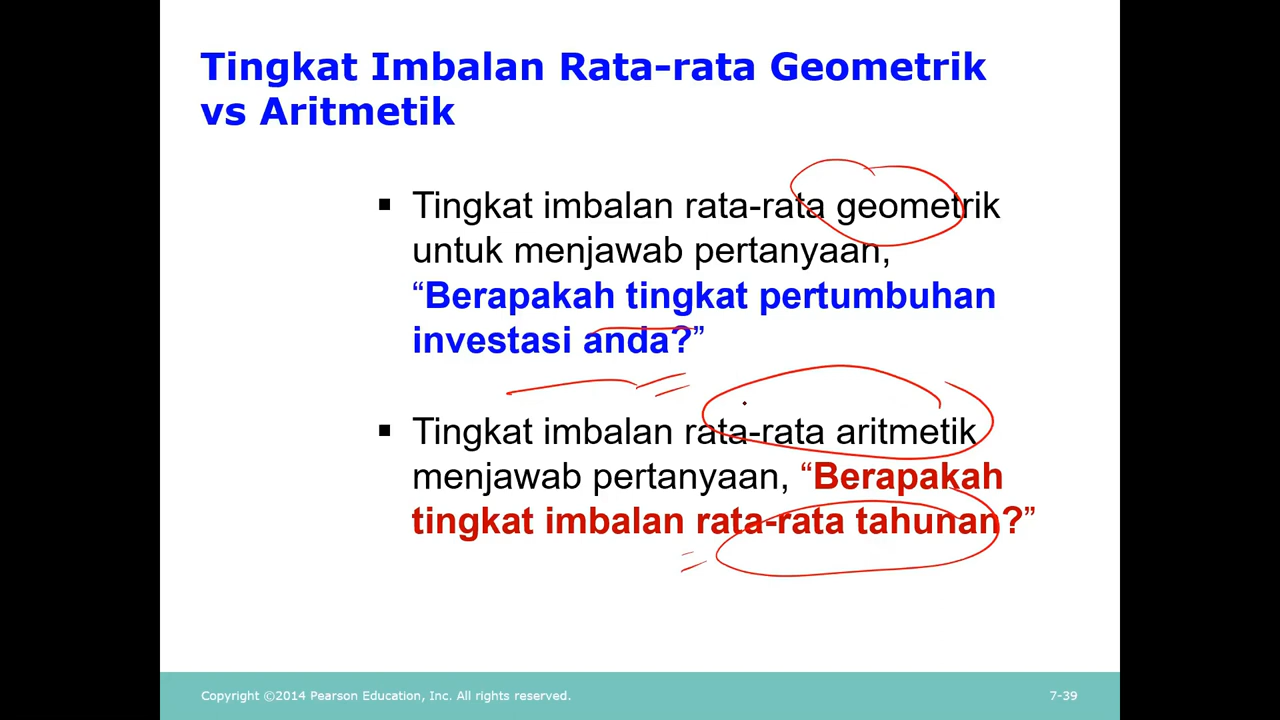 Tingkat Imbalan Rata-rata Geometrik
vs Aritmetik
▪ Tingkat imbalan rata-rata geometrik
untuk menjawab pertanyaan,
“Berapakah tingkat pertumbuhan
investasi anda?”
▪ Tingkat imbalan rata-rata aritmetik
menjawab pertanyaan, “Berapakah
tingkat imbalan rata-rata tahunan?”
Copyright ©2014 Pearson Education, Inc. All rights reserved.
7-39